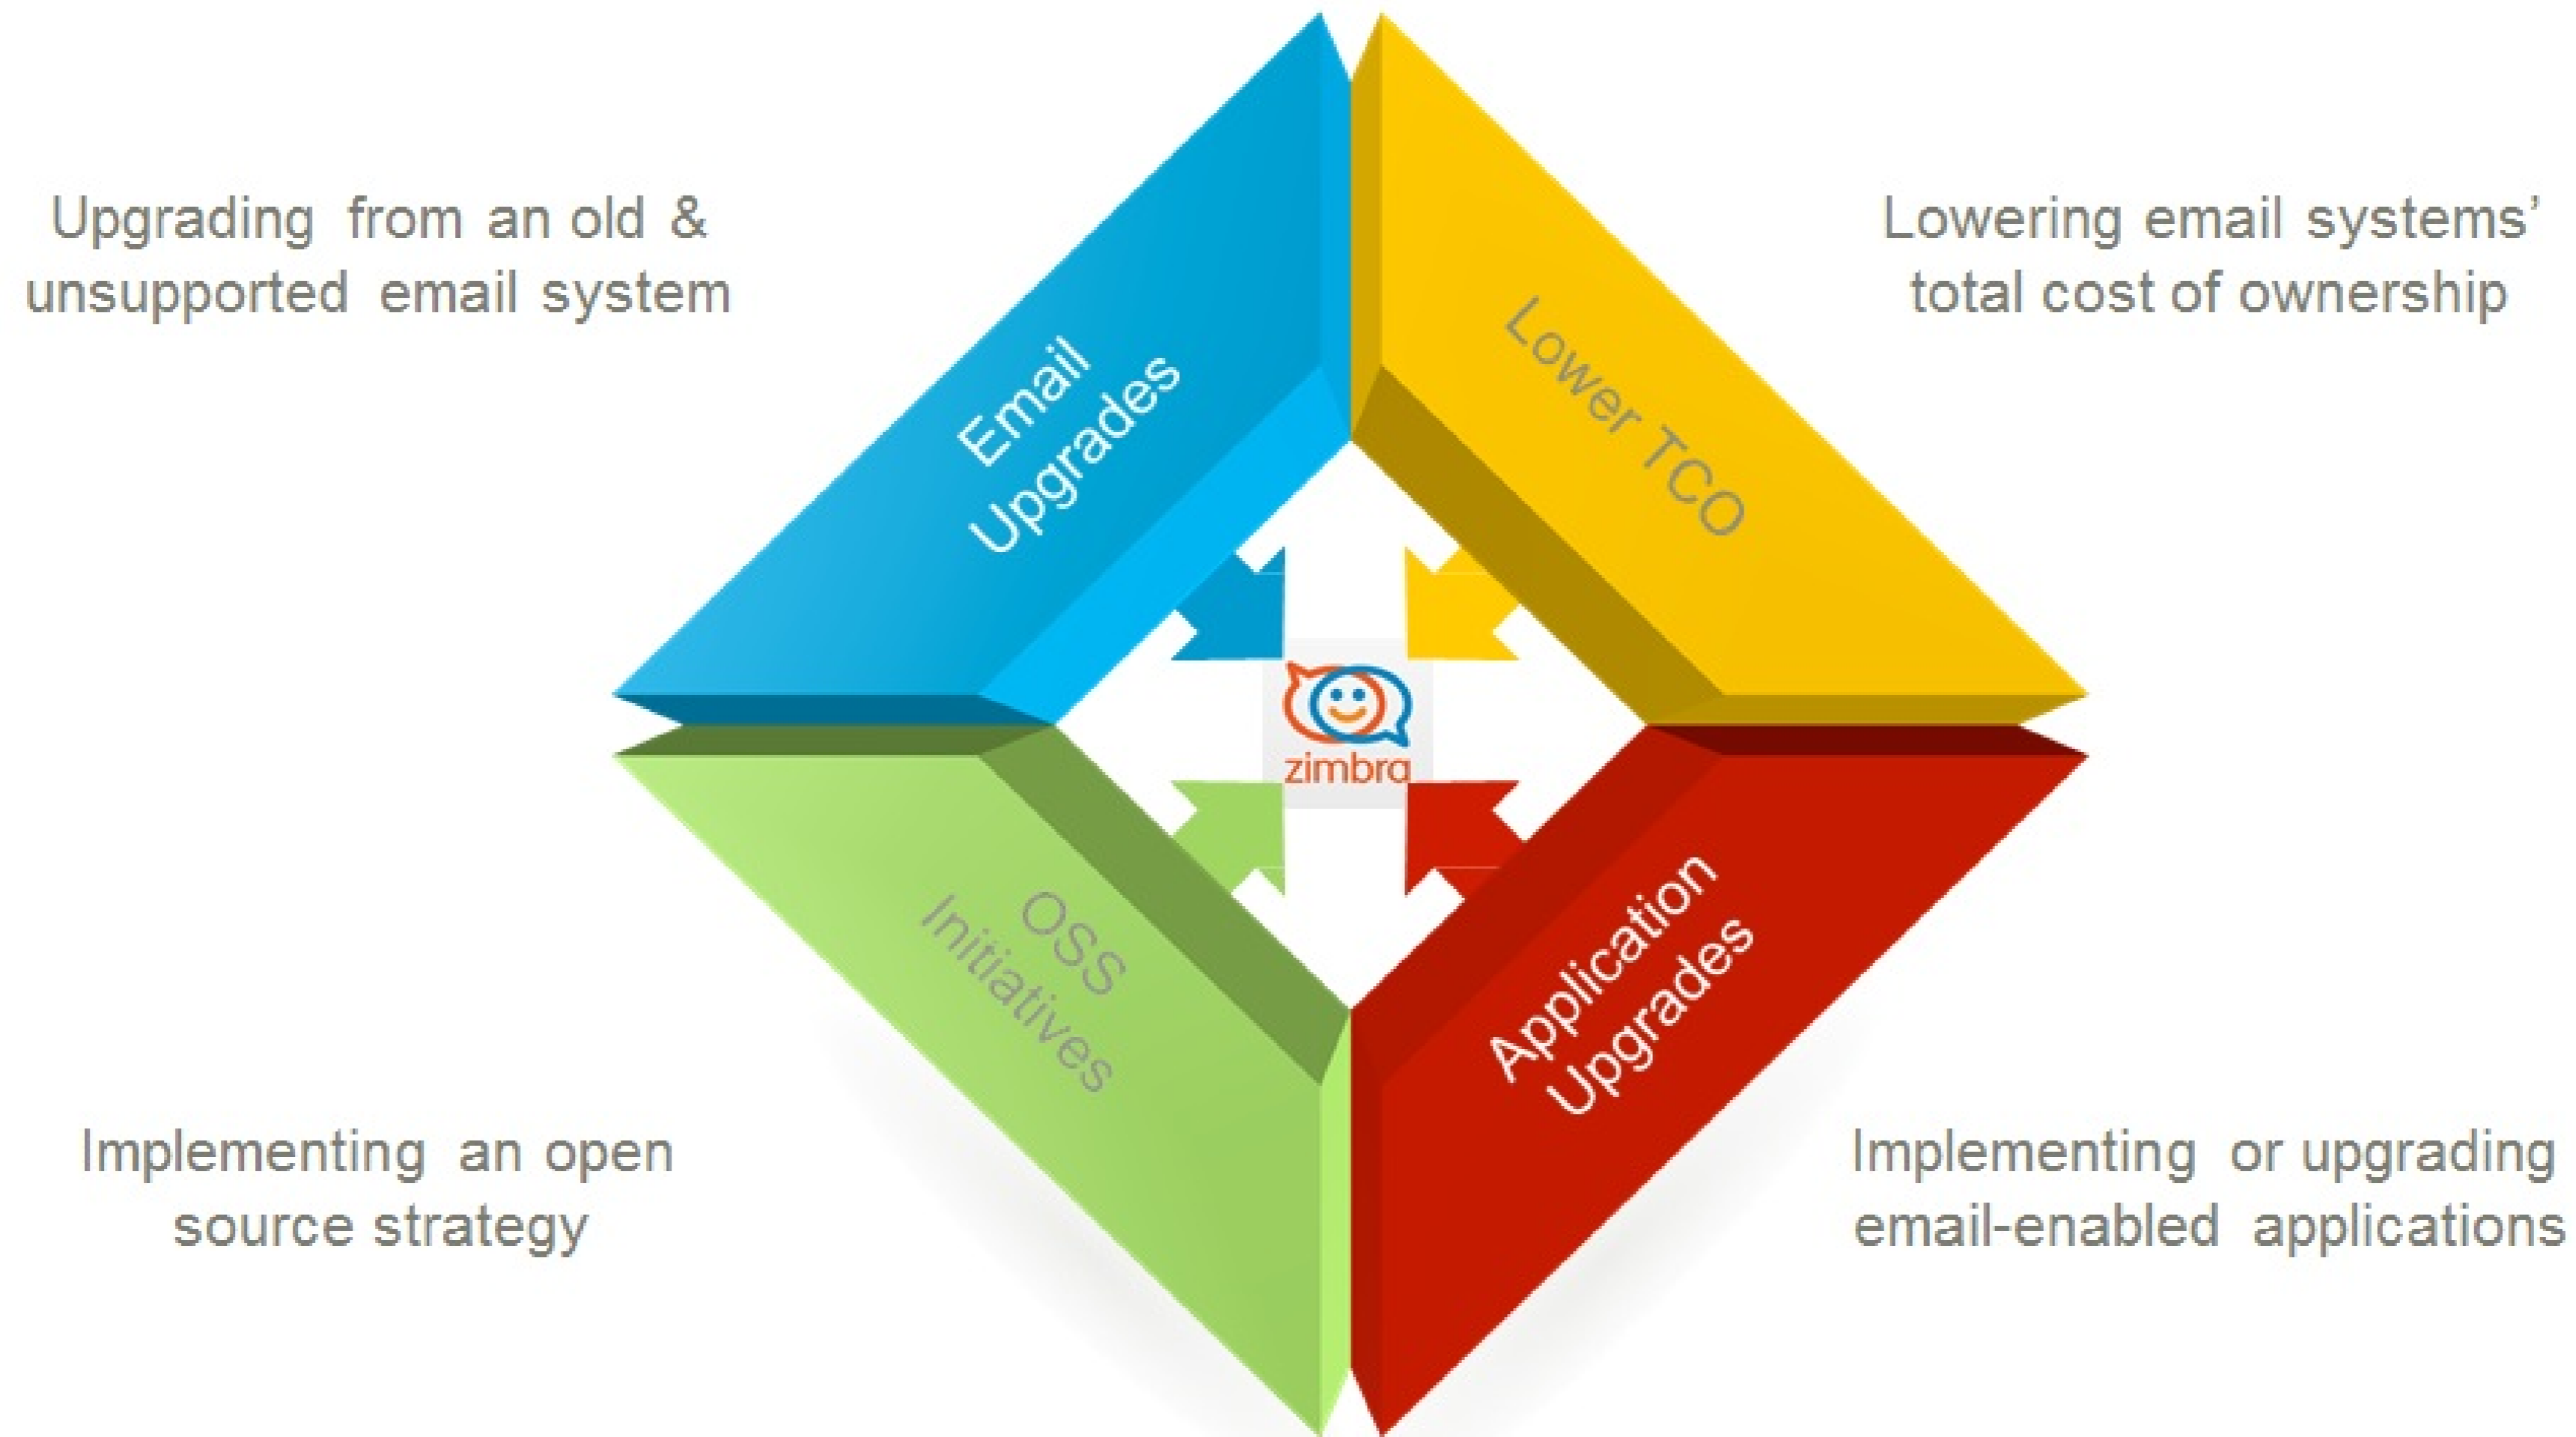 Upgrading from an old &
unsupported email system
Email
Upgrades
Lower TCO
Lowering email systems’
total cost of ownership
zimbra
OSS
Initiatives
Implementing an open
source strategy
Application
Upgrades
Implementing or upgrading
email-enabled applications